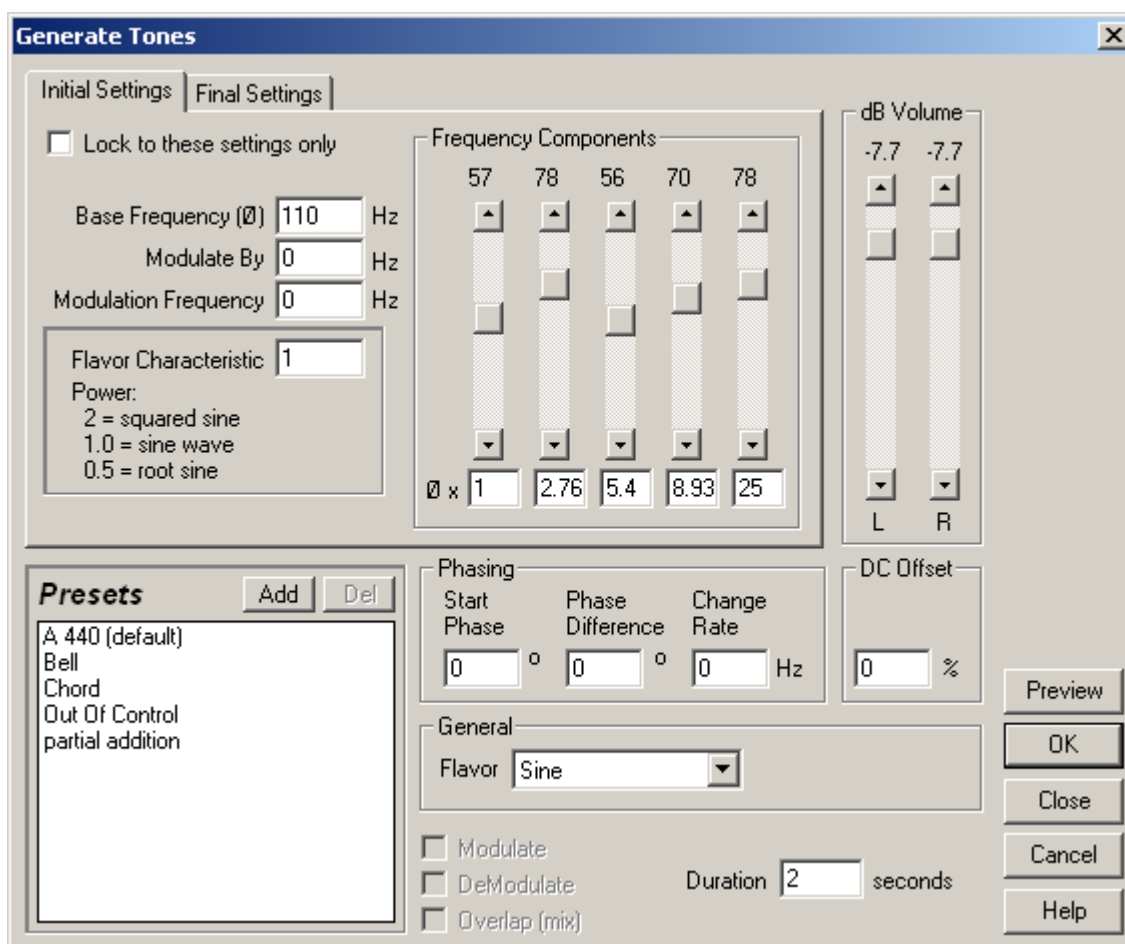 Generate Tones
Initial Settings
Final Settings
Lock to these settings only
Base Frequency (Ø) 110 Hz
Modulate By 0 Hz
Modulation Frequency 0 Hz
Flavor Characteristic 1
Power:
2 = squared sine
1.0 = sine wave
0.5 = root sine
Frequency Components
57 78 56 70 78
Ø x 1 2.76 5.4 8.93 25
dB Volume
-7.7 -7.7
L R
Presets Add Del
A 440 (default)
Bell
Chord
Out Of Control
partial addition
Phasing
Start Phase
Phase Difference
Change Rate
0 º 0 º 0 Hz
DC Offset
0 %
General
Flavor Sine
Modulate
DeModulate
Overlap (mix)
Duration 2 seconds
Preview
OK
Close
Cancel
Help